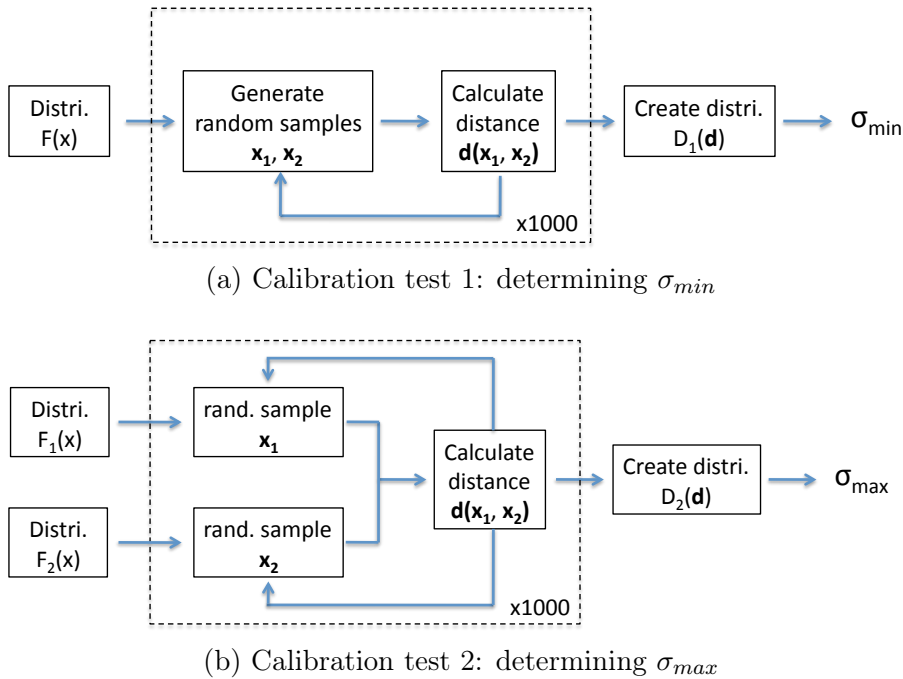 Distri.
F(x)
Generate
random samples
x₁, x₂
Calculate
distance
d(x₁, x₂)
x1000
Create distri.
D₁(d)
σmin
(a) Calibration test 1: determining σmin
Distri.
F₁(x)
rand. sample
x₁
Distri.
F₂(x)
rand. sample
x₂
Calculate
distance
d(x₁, x₂)
x1000
Create distri.
D₂(d)
σmax
(b) Calibration test 2: determining σmax